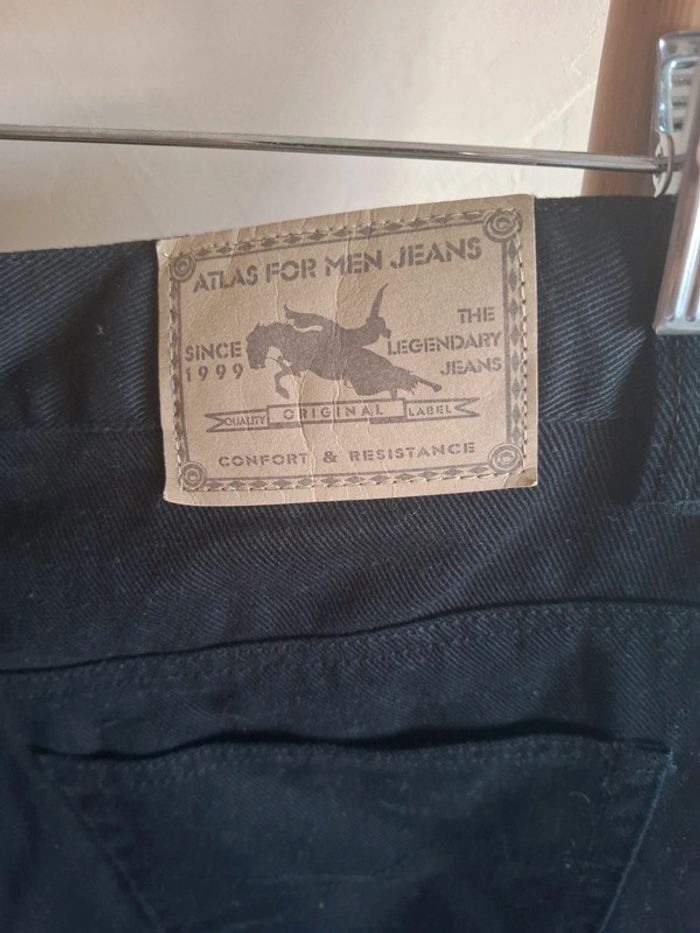 ATLAS FOR MEN JEANS
SINCE
1999
THE
LEGENDARY
JEANS
QUALITY ORIGINAL LABEL
CONFORT & RESISTANCE